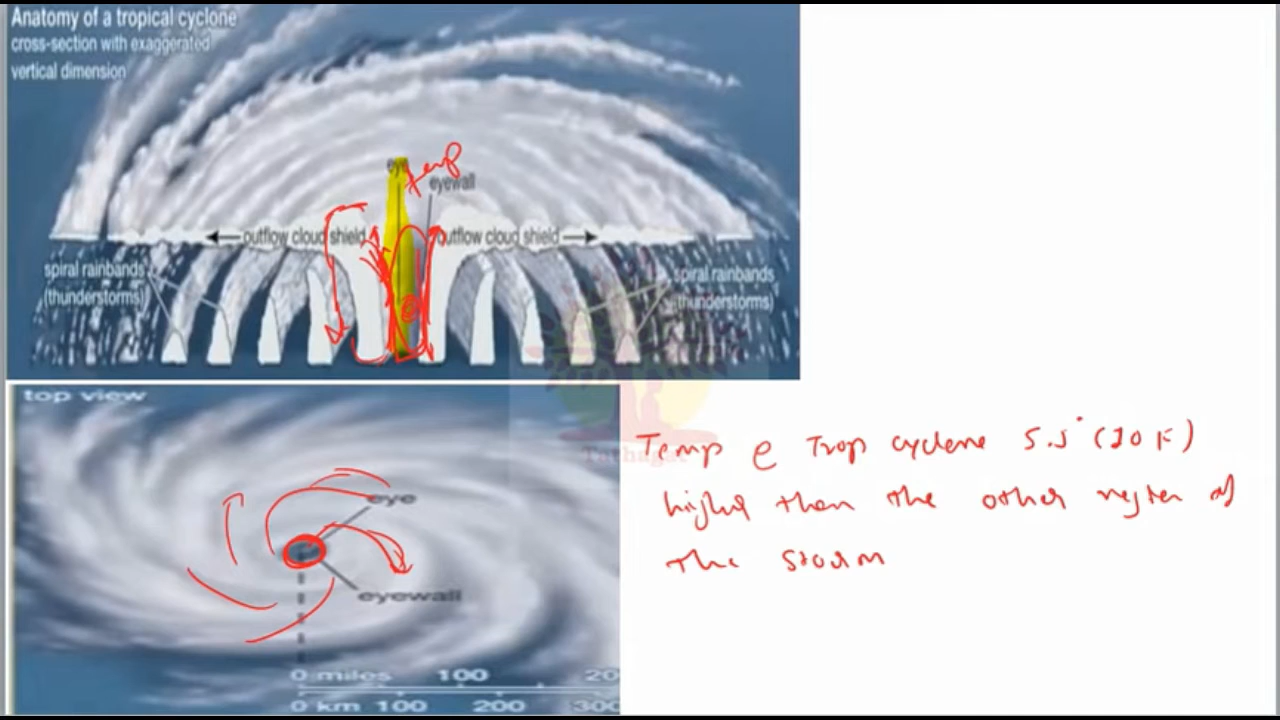 Anatomy of a tropical cyclone
cross-section with exaggerated
vertical dimension
eye
temp
eyewall
outflow cloud shield
outflow cloud shield
spiral rainbands
(thunderstorms)
spiral rainbands
(thunderstorms)
top view
eye
eyewall
0 miles 100 20
0 km 100 200 300
Temp @ Trop cyclone 5.5° (10 F)
higher than the other region of
the storm
Tathagat